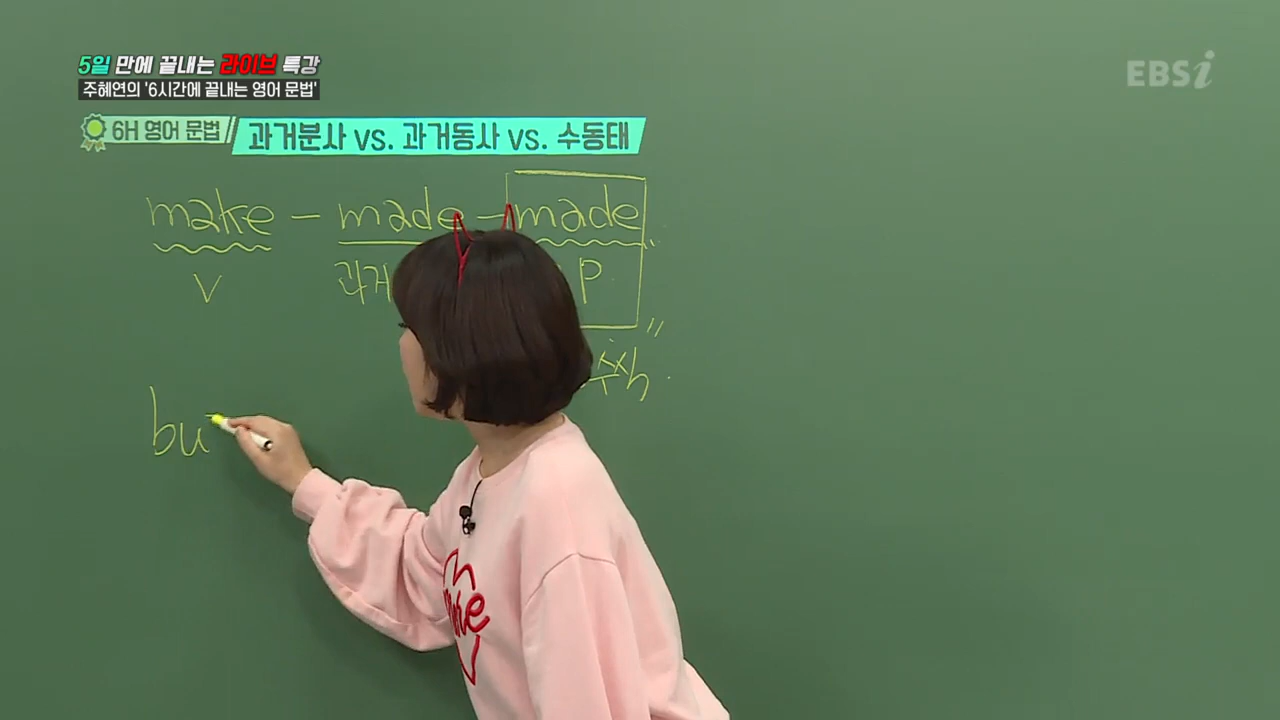 5일 만에 끝내는 라이브 특강
EBSi
주혜연의 '6시간에 끝내는 영어 문법'
6H 영어 문법
과거분사 vs. 과거동사 vs. 수동태
make - made - made
V 과거 P
bu